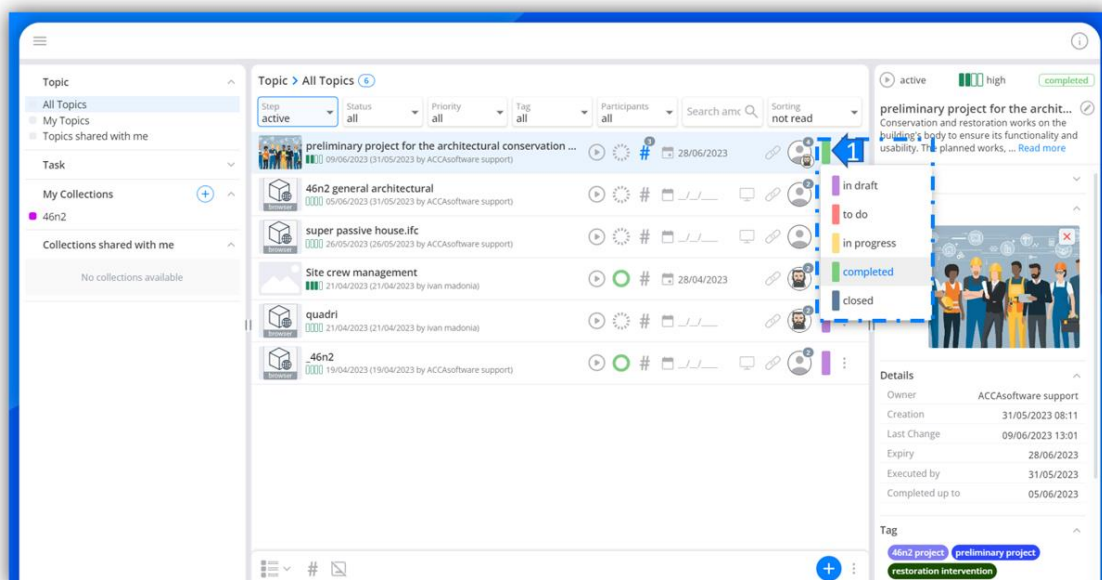 Topic
All Topics
My Topics
Topics shared with me
Task
My Collections
46n2
Collections shared with me
No collections available
Topic > All Topics 6
Step
active
Status
all
Priority
all
Tag
all
Participants
all
Search amc
Sorting
not read
preliminary project for the architectural conservation ...
09/06/2023 (31/05/2023 by ACCAsoftware support)
1
28/06/2023
4
1
browser
46n2 general architectural
05/06/2023 (31/05/2023 by ACCAsoftware support)
_._/.__
2
browser
super passive house.ifc
26/05/2023 (26/05/2023 by ACCAsoftware support)
Site crew management
21/04/2023 (21/04/2023 by ivan madonia)
28/04/2023
2
browser
quadri
21/04/2023 (21/04/2023 by ivan madonia)
2
browser
_46n2
19/04/2023 (19/04/2023 by ACCAsoftware support)
2
in draft
to do
in progress
completed
closed
active
high
completed
preliminary project for the archit...
Conservation and restoration works on the
building's body to ensure its functionality and
usability. The planned works, ... Read more
Details
Owner ACCAsoftware support
Creation 31/05/2023 08:11
Last Change 09/06/2023 13:01
Expiry 28/06/2023
Executed by 31/05/2023
Completed up to 05/06/2023
Tag
46n2 project preliminary project
restoration intervention